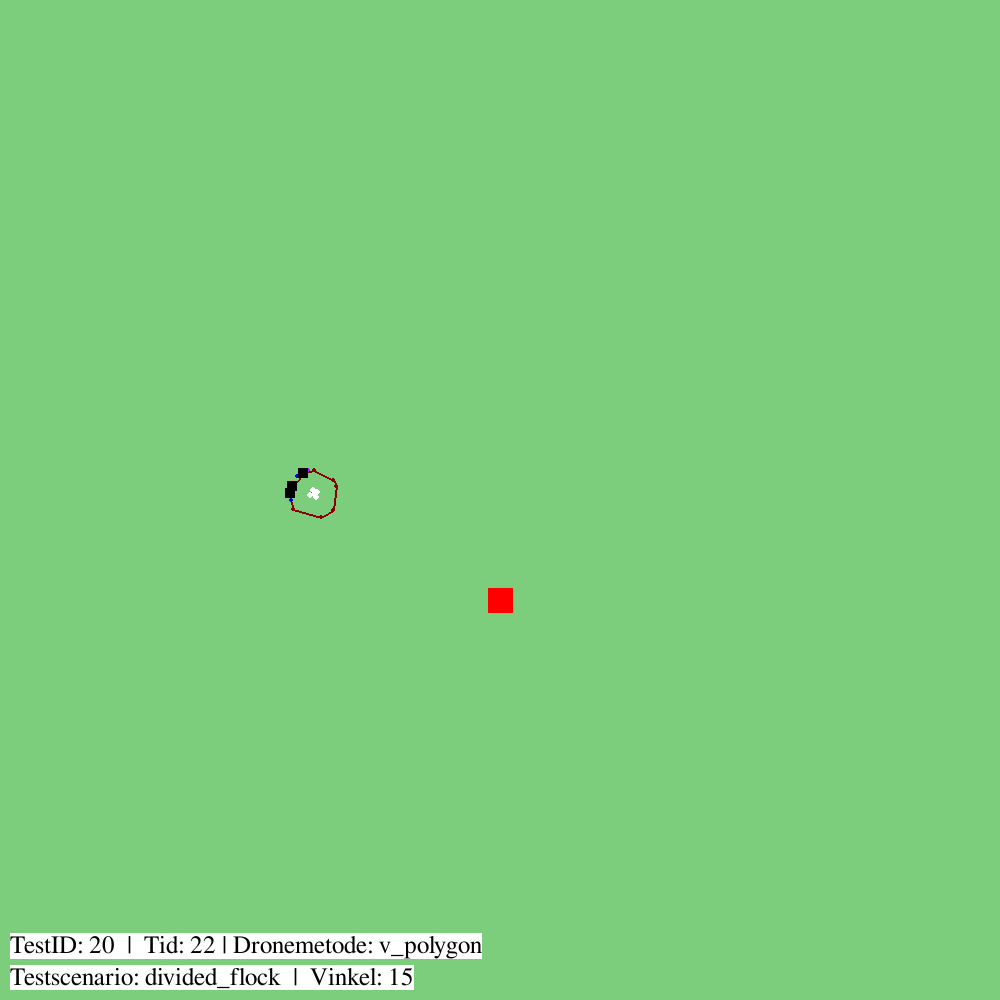 TestID: 20 | Tid: 22 | Dronemetode: v_polygon
Testscenario: divided_flock | Vinkel: 15